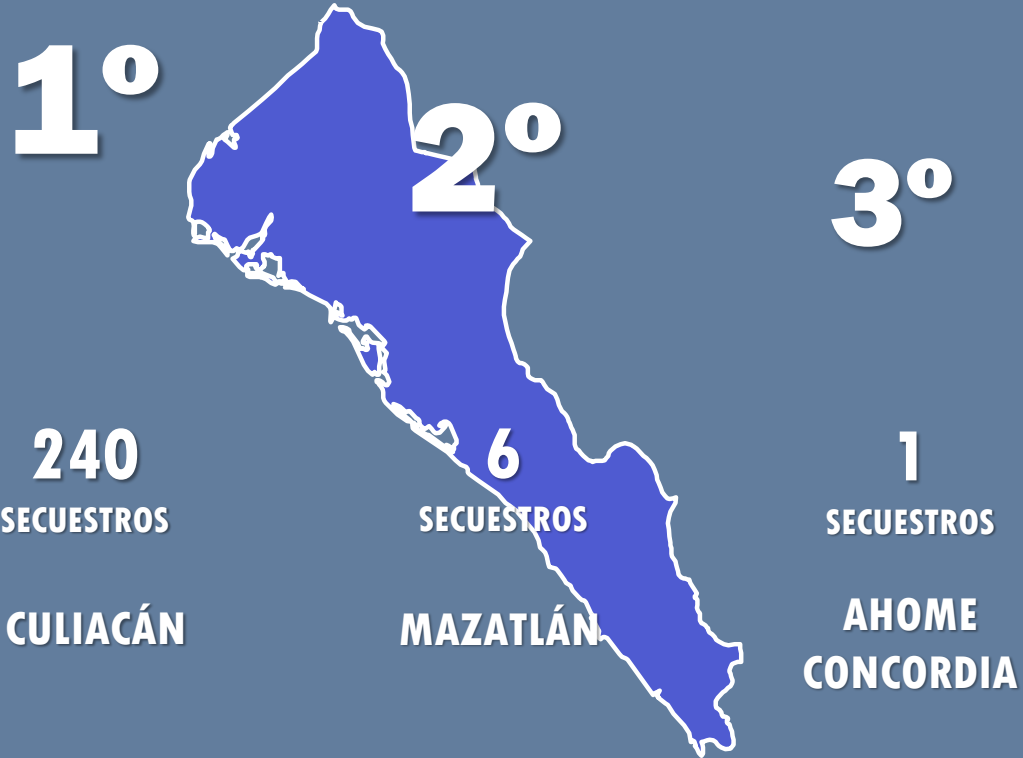 1º
2º
3º
240
SECUESTROS
CULIACÁN
6
SECUESTROS
MAZATLÁN
1
SECUESTROS
AHOME
CONCORDIA